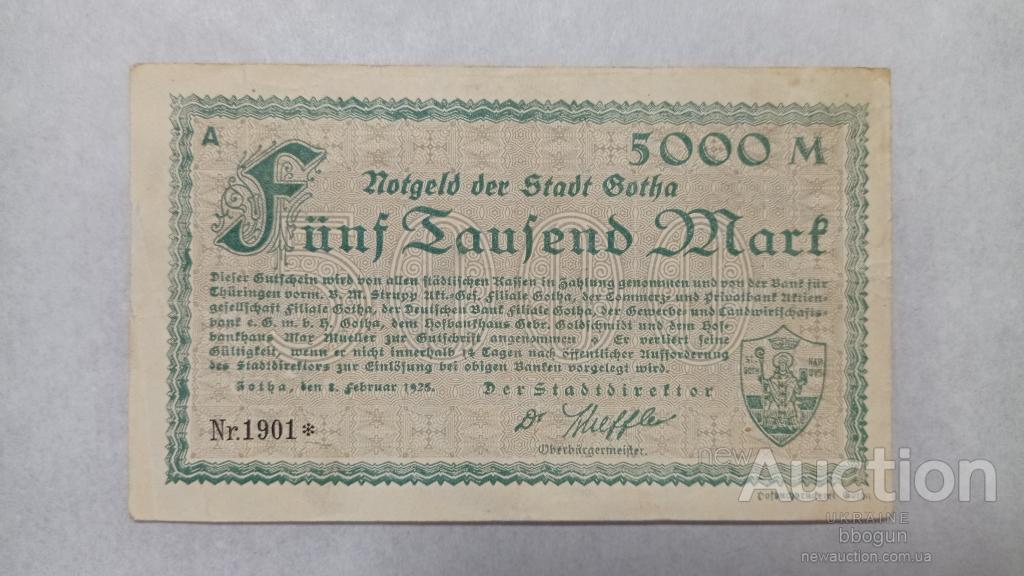 A
5000 M
Notgeld der Stadt Gotha
Fünf Tausend Mark
5000
Dieser Gutschein wird von allen städtischen Kassen in Zahlung genommen und von der Bank für
Thüringen vorm. B. M. Strupp Akt.-Ges. Filiale Gotha, der Commerz- und Privatbank Aktien-
gesellschaft Filiale Gotha, der Deutschen Bank Filiale Gotha, der Gewerbe- und Landwirtschafts-
bank e. G. m. b. H. Gotha, dem Hofbankhaus Gebr. Goldschmidt und dem Hof-
bankhaus Max Mueller zur Gutschrift angenommen • Er verliert seine
Gültigkeit, wenn er nicht innerhalb 14 Tagen nach öffentlicher Aufforderung
des Stadtdirektors zur Einlösung bei obigen Banken vorgelegt wird.
Gotha, den 8. Februar 1923. Der Stadtdirektor
Nr.1901*
Dr Scheffler
Oberbürgermeister.
newAuction
UKRAINE
bbogun
newauction.com.ua